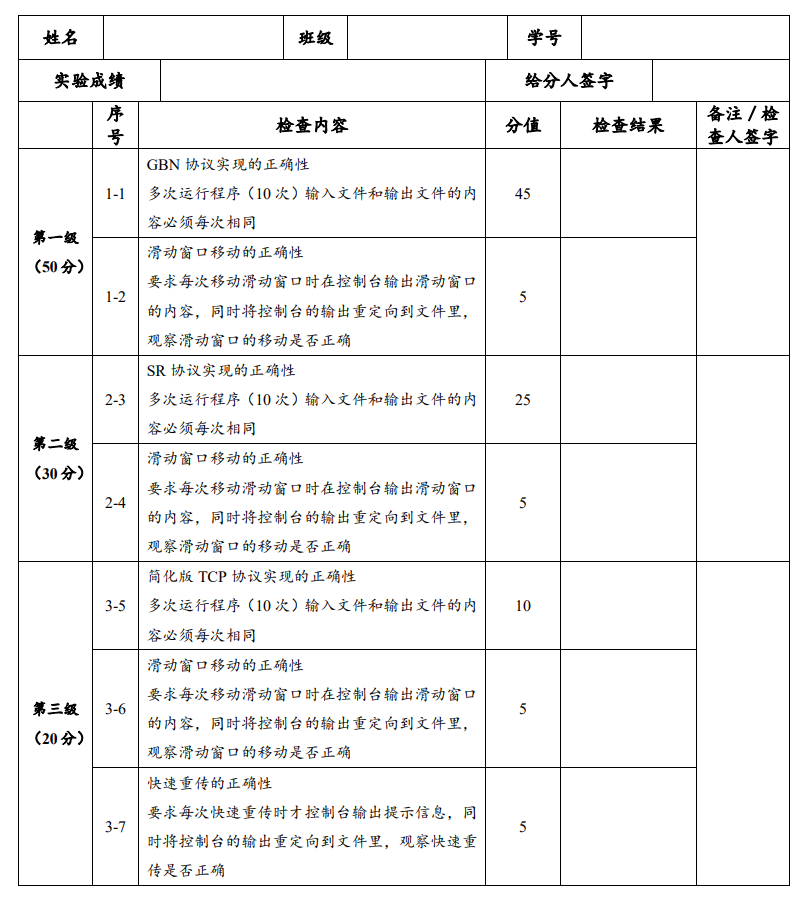 姓名 班级 学号
实验成绩 给分人签字
序号 检查内容 分值 检查结果 备注／检查人签字
第一级
（50 分）
1-1
GBN 协议实现的正确性
多次运行程序（10 次）输入文件和输出文件的内
容必须每次相同
45
1-2
滑动窗口移动的正确性
要求每次移动滑动窗口时在控制台输出滑动窗口
的内容，同时将控制台的输出重定向到文件里，
观察滑动窗口的移动是否正确
5
第二级
（30 分）
2-3
SR 协议实现的正确性
多次运行程序（10 次）输入文件和输出文件的内
容必须每次相同
25
2-4
滑动窗口移动的正确性
要求每次移动滑动窗口时在控制台输出滑动窗口
的内容，同时将控制台的输出重定向到文件里，
观察滑动窗口的移动是否正确
5
第三级
（20 分）
3-5
简化版 TCP 协议实现的正确性
多次运行程序（10 次）输入文件和输出文件的内
容必须每次相同
10
3-6
滑动窗口移动的正确性
要求每次移动滑动窗口时在控制台输出滑动窗口
的内容，同时将控制台的输出重定向到文件里，
观察滑动窗口的移动是否正确
5
3-7
快速重传的正确性
要求每次快速重传时才控制台输出提示信息，同
时将控制台的输出重定向到文件里，观察快速重
传是否正确
5